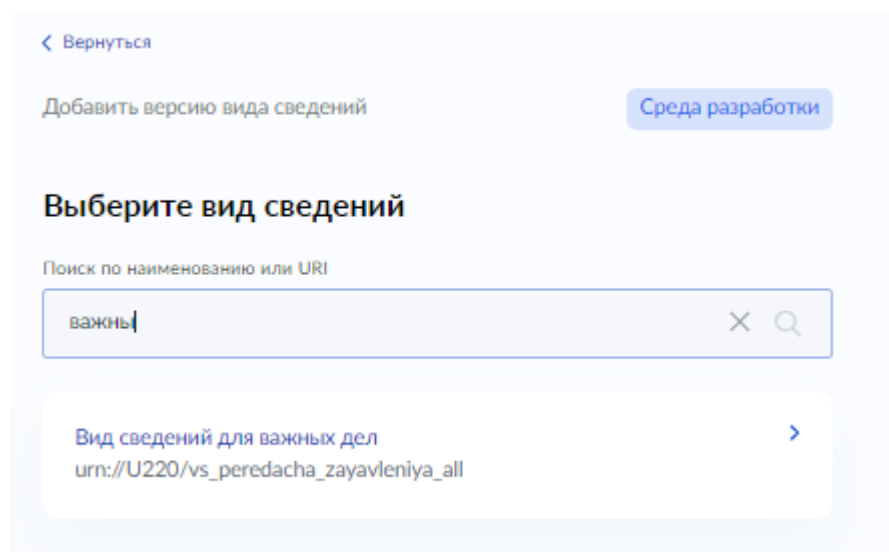 Вернуться
Добавить версию вида сведений
Среда разработки
Выберите вид сведений
Поиск по наименованию или URI
важны
Вид сведений для важных дел
urn://U220/vs_peredacha_zayavleniya_all